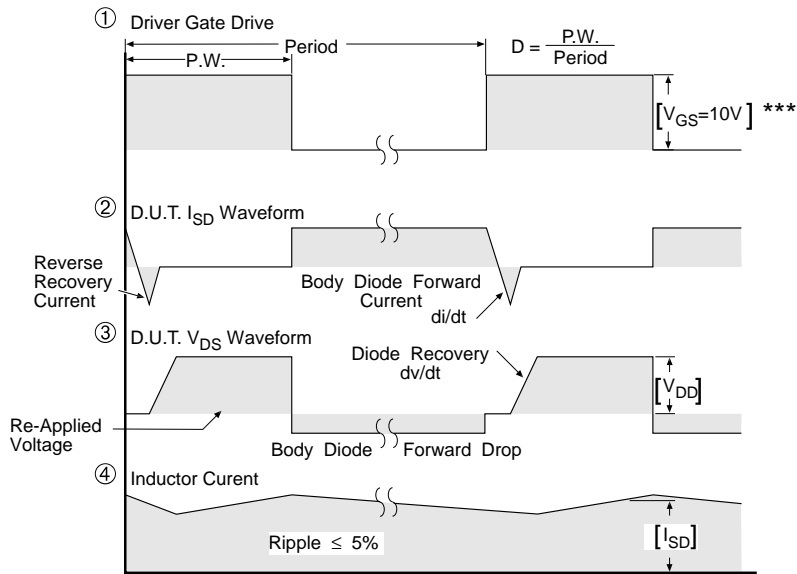 ① Driver Gate Drive
P.W.
Period
D = P.W. / Period
[VGS=10V] ***
② D.U.T. ISD Waveform
Reverse
Recovery
Current
Body Diode Forward
Current
di/dt
③ D.U.T. VDS Waveform
Diode Recovery
dv/dt
[VDD]
Re-Applied
Voltage
Body Diode Forward Drop
④ Inductor Curent
Ripple ≤ 5%
[ISD]